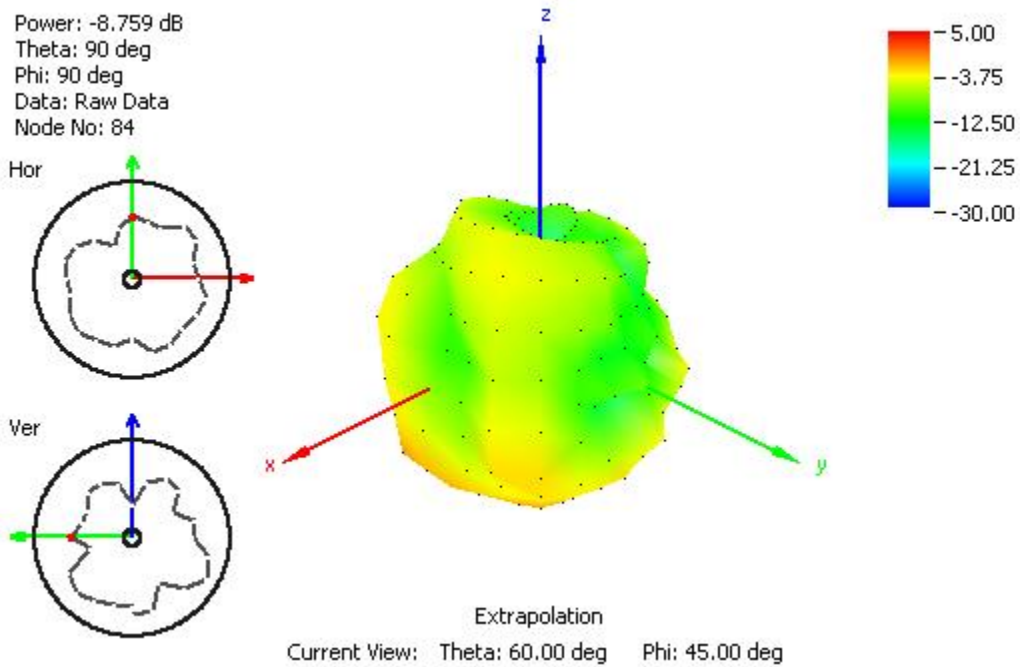 Power: -8.759 dB
Theta: 90 deg
Phi: 90 deg
Data: Raw Data
Node No: 84
Hor
Ver
z
x
y
5.00
-3.75
-12.50
-21.25
-30.00
Extrapolation
Current View: Theta: 60.00 deg Phi: 45.00 deg